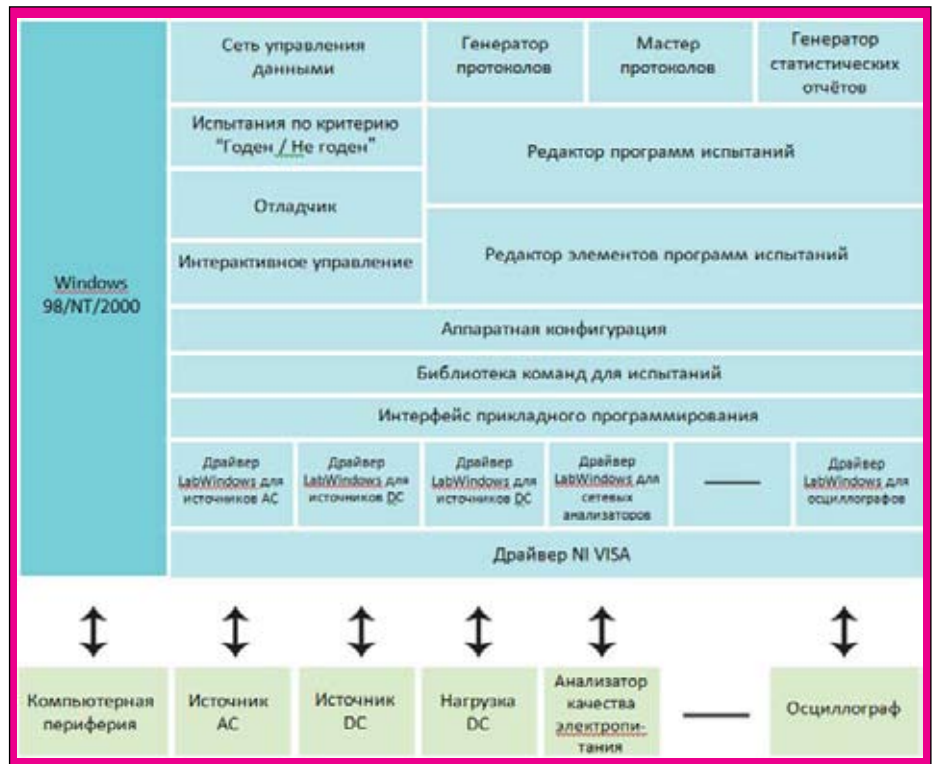 Сеть управления
данными
Генератор
протоколов
Мастер
протоколов
Генератор
статистических
отчётов
Испытания по критерию
"Годен / Не годен"
Редактор программ испытаний
Отладчик
Интерактивное управление
Редактор элементов программ испытаний
Windows
98/NT/2000
Аппаратная конфигурация
Библиотека команд для испытаний
Интерфейс прикладного программирования
Драйвер
LabWindows для
источников AC
Драйвер
LabWindows для
источников DC
Драйвер
LabWindows для
источников DC
Драйвер
LabWindows для
сетевых
анализаторов
Драйвер
LabWindows для
осциллографов
Драйвер NI VISA
Компьютерная
периферия
Источник
AC
Источник
DC
Нагрузка
DC
Анализатор
качества
электропи-
тания
Осциллограф